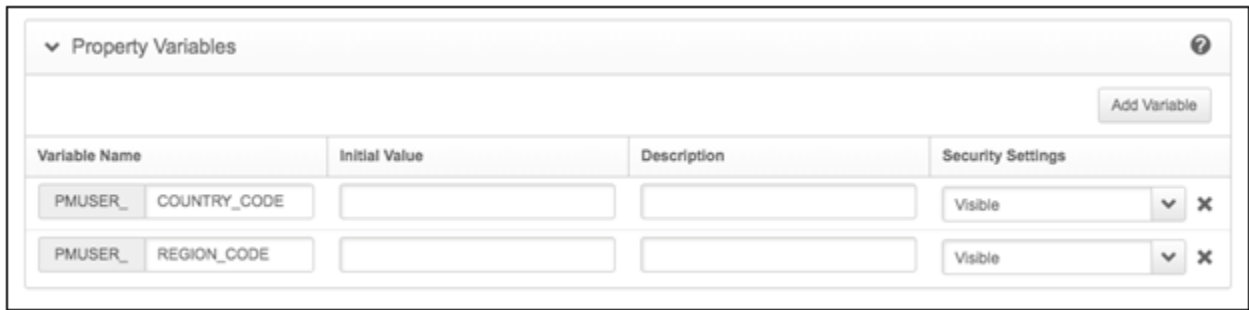 Property Variables
Add Variable
Variable Name Initial Value Description Security Settings
PMUSER_ COUNTRY_CODE Visible
PMUSER_ REGION_CODE Visible